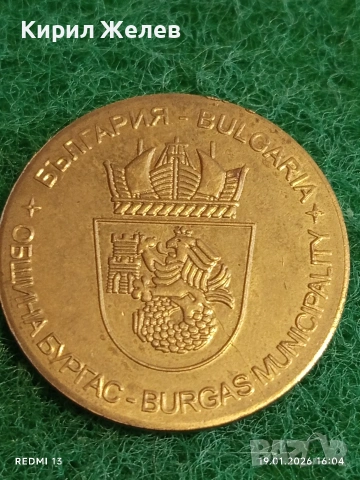 Кирил Желев
БЪЛГАРИЯ - BULGARIA
ОБЩИНА БУРГАС - BURGAS MUNICIPALITY
REDMI 13
19.01.2026 16:04